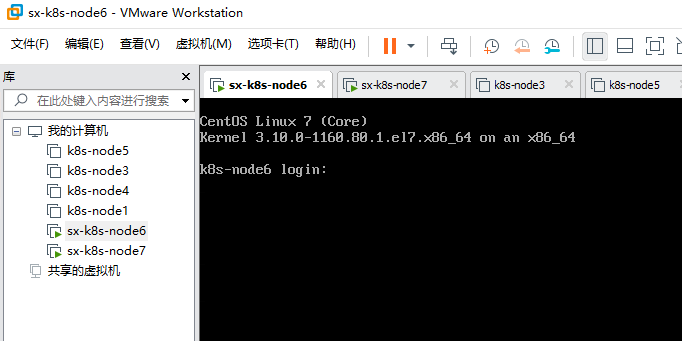 sx-k8s-node6 - VMware Workstation
文件(F) 编辑(E) 查看(V) 虚拟机(M) 选项卡(T) 帮助(H)
库
在此处键入内容进行搜索
我的计算机
k8s-node5
k8s-node3
k8s-node4
k8s-node1
sx-k8s-node6
sx-k8s-node7
共享的虚拟机
sx-k8s-node6 sx-k8s-node7 k8s-node3 k8s-node5
CentOS Linux 7 (Core)
Kernel 3.10.0-1160.80.1.el7.x86_64 on an x86_64
k8s-node6 login: